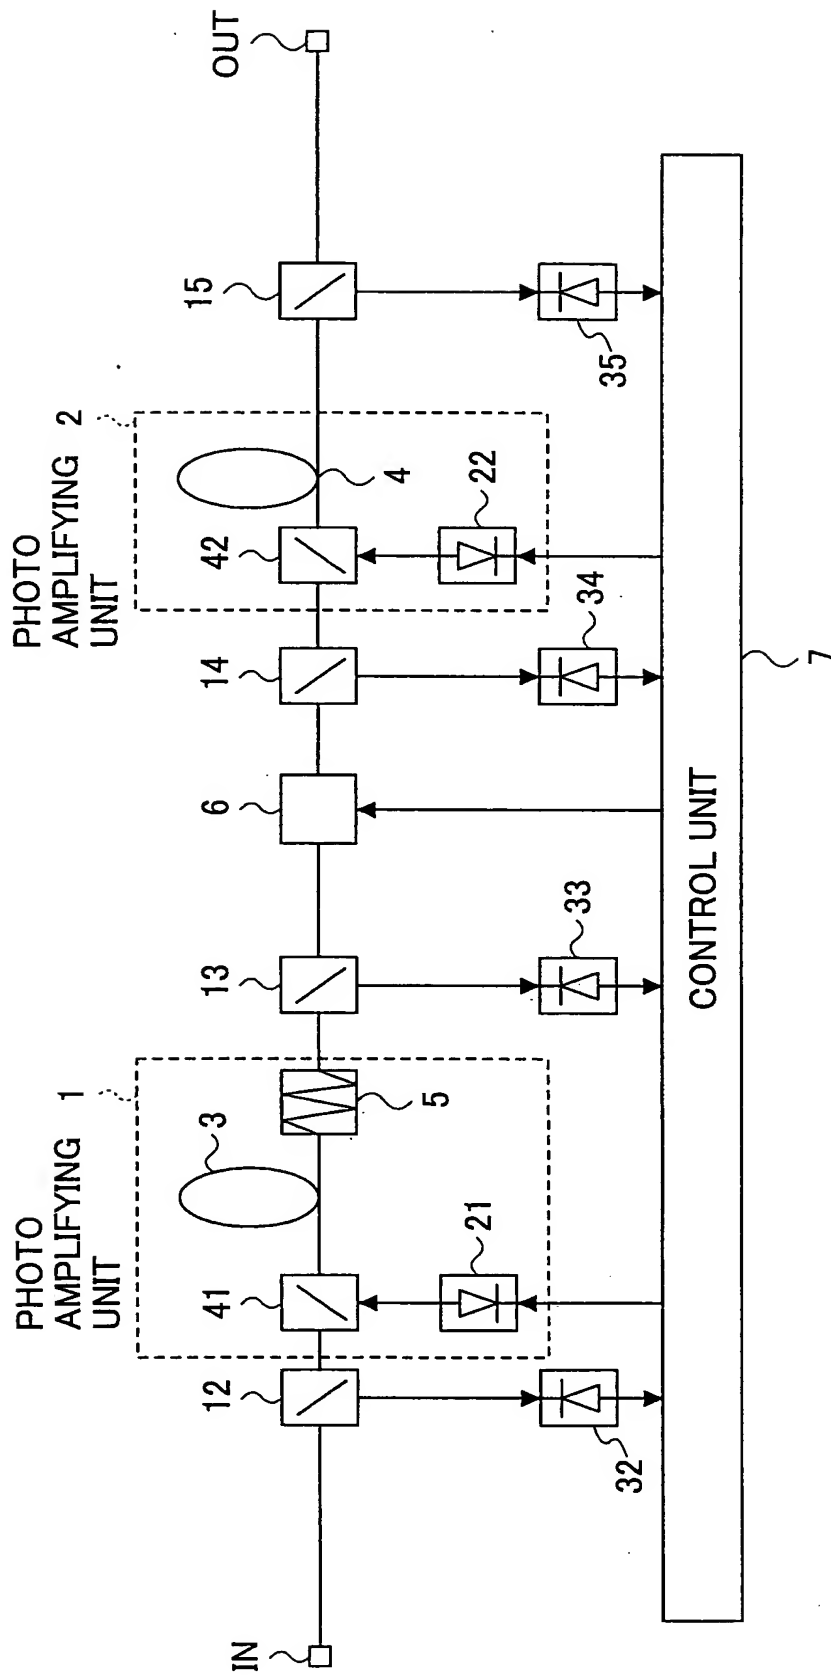 PHOTO
AMPLIFYING
UNIT 1
PHOTO
AMPLIFYING
UNIT 2
IN
12
41
3
5
13
6
14
42
4
15
OUT
21
22
32
33
34
35
CONTROL UNIT
7